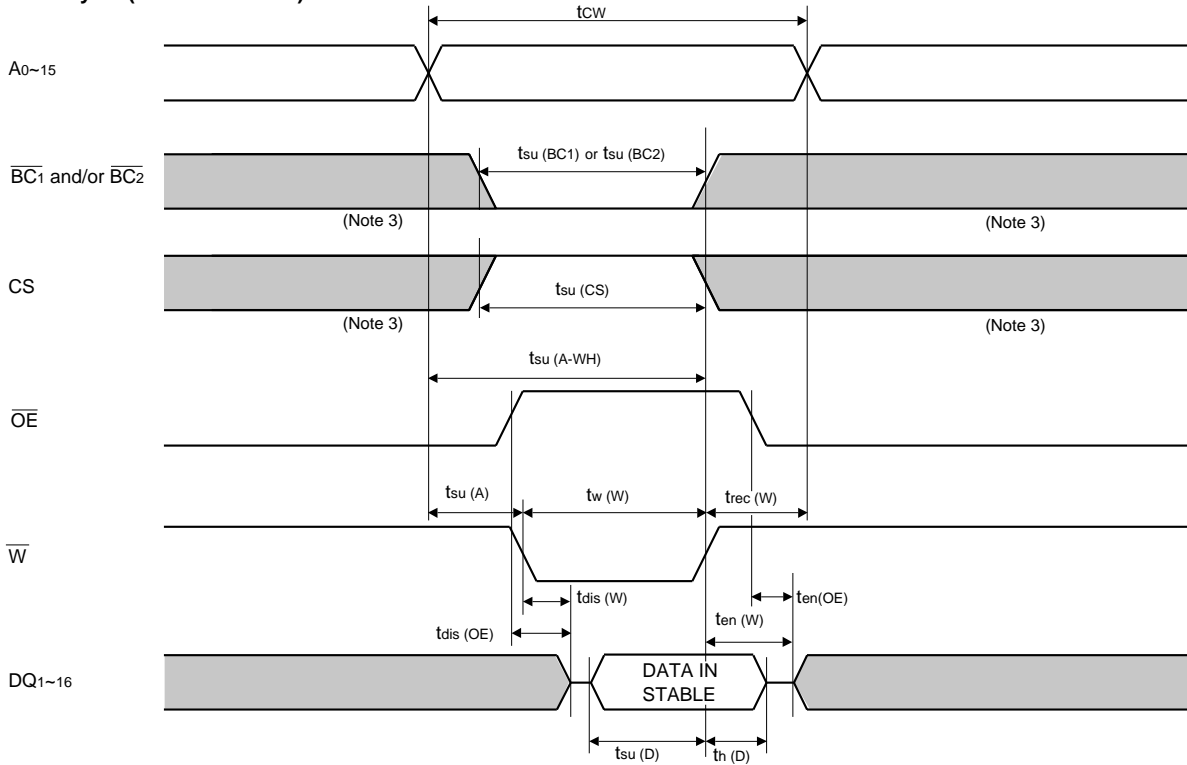 tCW
A0~15
tsu (BC1) or tsu (BC2)
BC1 and/or BC2
(Note 3)
(Note 3)
CS
tsu (CS)
(Note 3)
(Note 3)
tsu (A-WH)
OE
tsu (A)
tw (W)
trec (W)
W
tdis (W)
ten(OE)
tdis (OE)
ten (W)
DQ1~16
DATA IN
STABLE
tsu (D)
th (D)